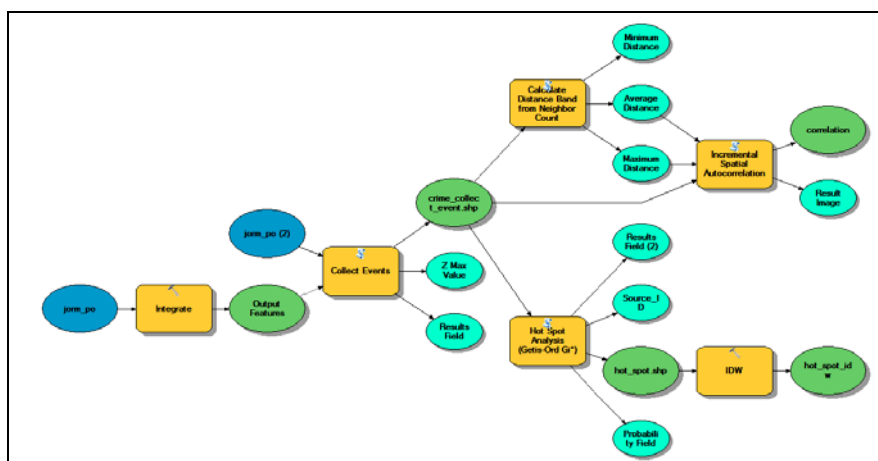 Minimum
Distance
Calculate
Distance Band
from Neighbor
Count
Average
Distance
correlation
Incremental
Spatial
Autocorrelation
Maximum
Distance
crime_collec
t_event.shp
Result
Image
jorm_po (2)
Results
Field (2)
Collect Events
Z Max
Value
Source_I
D
jorm_po
Integrate
Output
Features
Results
Field
Hot Spot
Analysis
(Getis-Ord Gi*)
hot_spot.shp
IDW
hot_spot_id
w
Probabili
ty Field